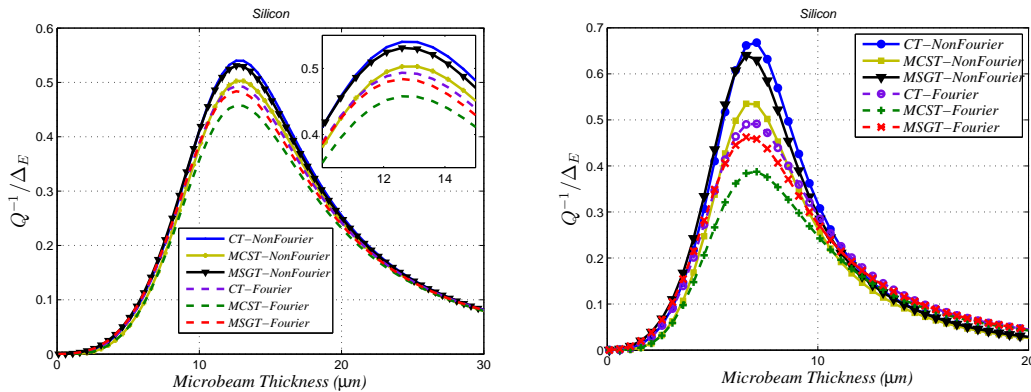 Silicon
0.6
0.5
0.4
0.3
0.2
0.1
0
Q⁻¹/Δ_E
0.5
0.4
12
14
CT−NonFourier
MCST−NonFourier
MSGT−NonFourier
CT−Fourier
MCST−Fourier
MSGT−Fourier
0
10
20
30
Microbeam Thickness (μm)
Silicon
0.7
0.6
0.5
0.4
0.3
0.2
0.1
0
Q⁻¹/Δ_E
CT−NonFourier
MCST−NonFourier
MSGT−NonFourier
CT−Fourier
MCST−Fourier
MSGT−Fourier
0
10
20
Microbeam Thickness (μm)